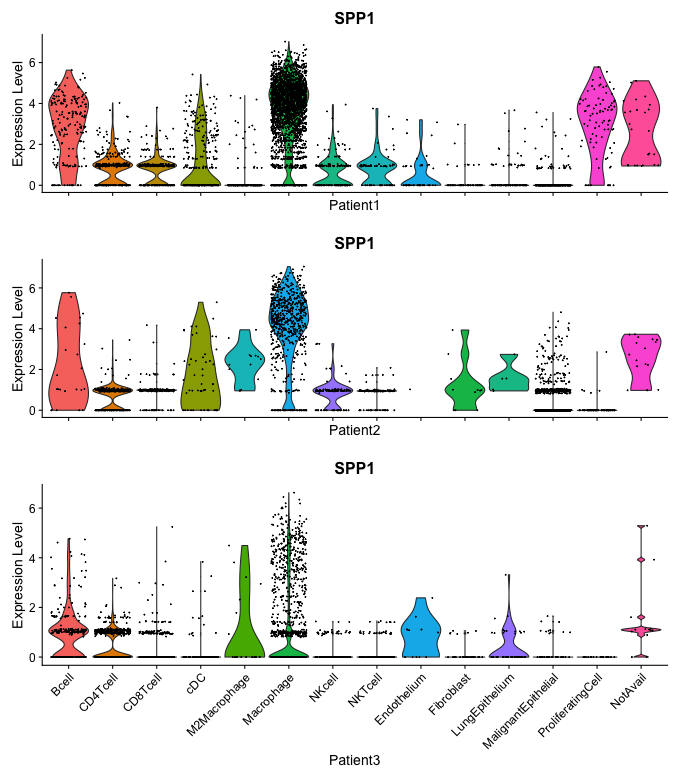 SPP1
Expression Level
6
4
2
0
Patient1
SPP1
Expression Level
6
4
2
0
Patient2
SPP1
Expression Level
6
4
2
0
Bcell
CD4Tcell
CD8Tcell
cDC
M2Macrophage
Macrophage
NKcell
NKTcell
Endothelium
Fibroblast
LungEpithelium
MalignantEpithelial
ProliferatingCell
NotAvail
Patient3